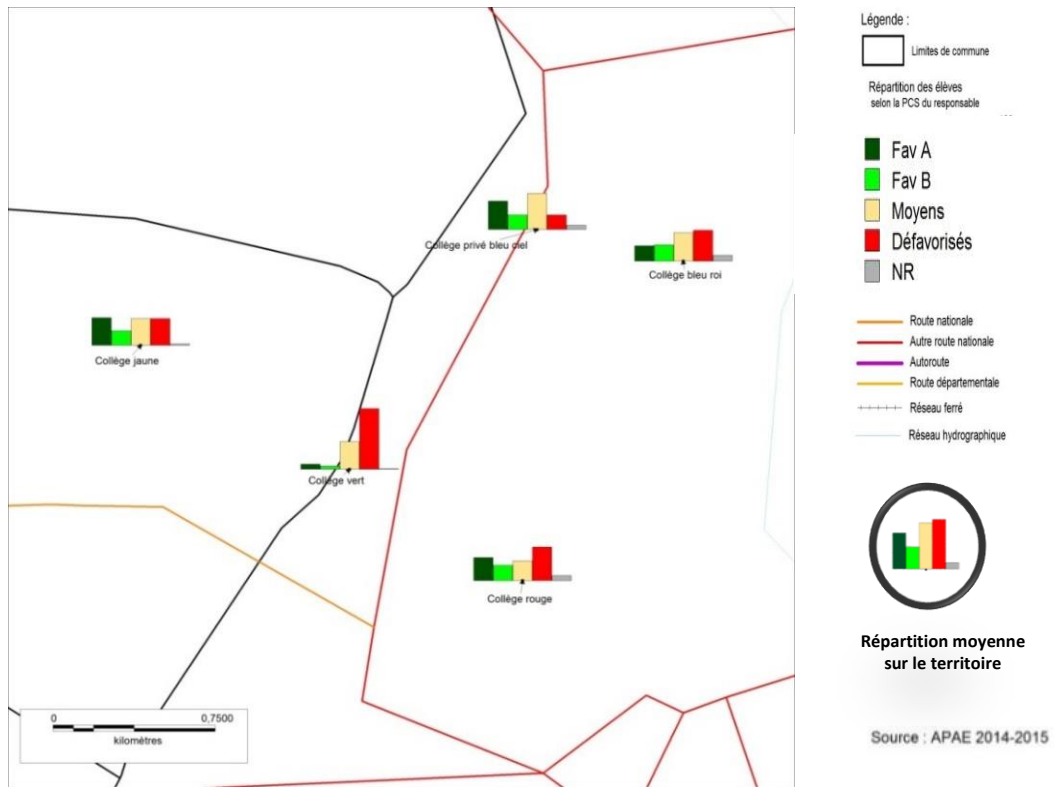 Collège privé bleu ciel
Collège bleu roi
Collège jaune
Collège vert
Collège rouge
0 0,7500
kilomètres
Légende :
Limites de commune
Répartition des élèves
selon la PCS du responsable
Fav A
Fav B
Moyens
Défavorisés
NR
Route nationale
Autre route nationale
Autoroute
Route départementale
Réseau ferré
Réseau hydrographique
Répartition moyenne
sur le territoire
Source : APAE 2014-2015